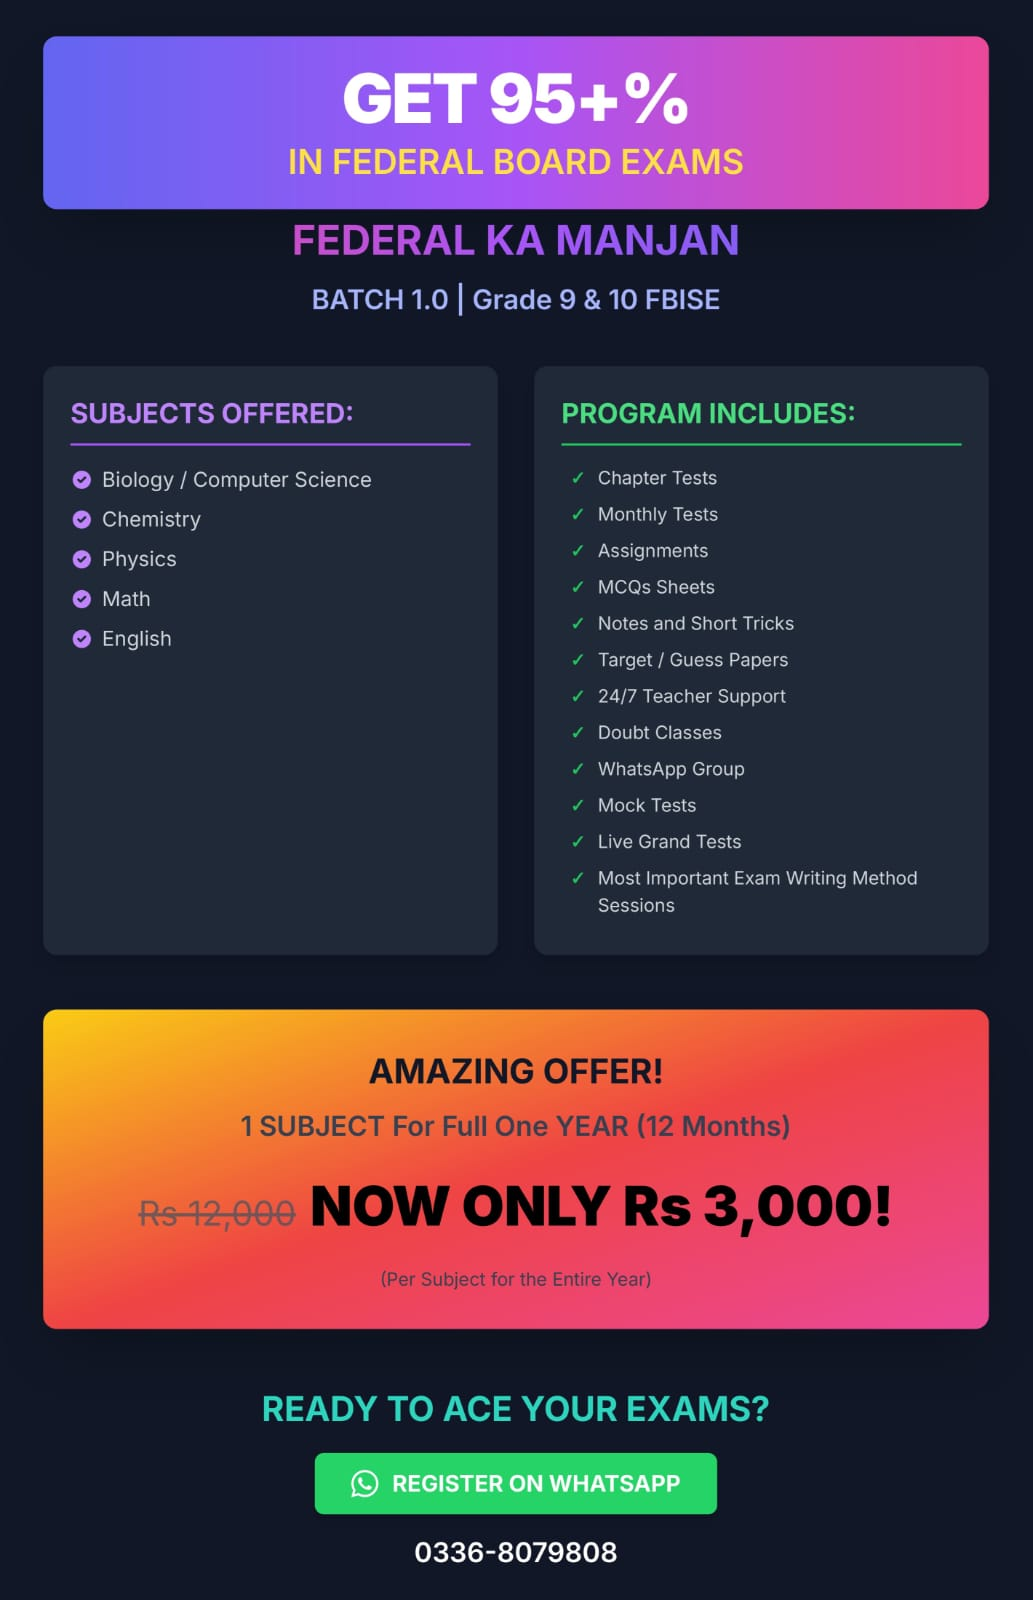 GET 95+%
IN FEDERAL BOARD EXAMS
FEDERAL KA MANJAN
BATCH 1.0 | Grade 9 & 10 FBISE
SUBJECTS OFFERED:
Biology / Computer Science
Chemistry
Physics
Math
English
PROGRAM INCLUDES:
✓ Chapter Tests
✓ Monthly Tests
✓ Assignments
✓ MCQs Sheets
✓ Notes and Short Tricks
✓ Target / Guess Papers
✓ 24/7 Teacher Support
✓ Doubt Classes
✓ WhatsApp Group
✓ Mock Tests
✓ Live Grand Tests
✓ Most Important Exam Writing Method
Sessions
AMAZING OFFER!
1 SUBJECT For Full One YEAR (12 Months)
Rs 12,000 NOW ONLY Rs 3,000!
(Per Subject for the Entire Year)
READY TO ACE YOUR EXAMS?
REGISTER ON WHATSAPP
0336-8079808